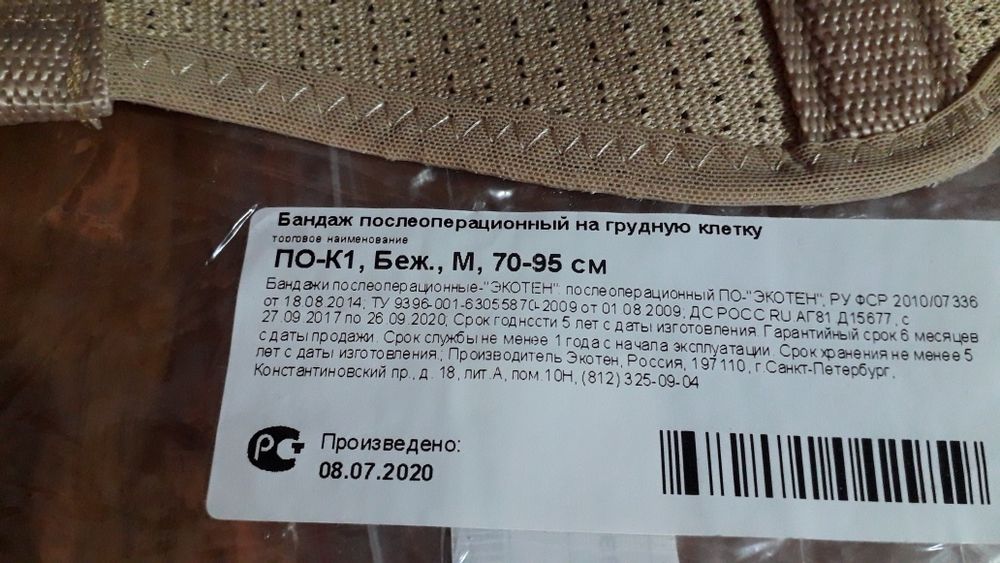 Бандаж послеоперационный на грудную клетку
торговое наименование
ПО-К1, Беж., М, 70-95 см
Бандажи послеоперационные-"ЭКОТЕН": послеоперационный ПО-"ЭКОТЕН"; РУ ФСР 2010/07336
от 18.08.2014; ТУ 9396-001-63055870-2009 от 01.08.2009; ДС РОСС RU АГ81 Д15677, с
27.09.2017 по 26.09.2020; Срок годности 5 лет с даты изготовления. Гарантийный срок 6 месяцев
с даты продажи. Срок службы не менее 1 года с начала эксплуатации. Срок хранения не менее 5
лет с даты изготовления.; Производитель Экотен, Россия, 197110, г.Санкт-Петербург,
Константиновский пр., д. 18, лит.А, пом.10Н, (812) 325-09-04
РСТ
Произведено:
08.07.2020